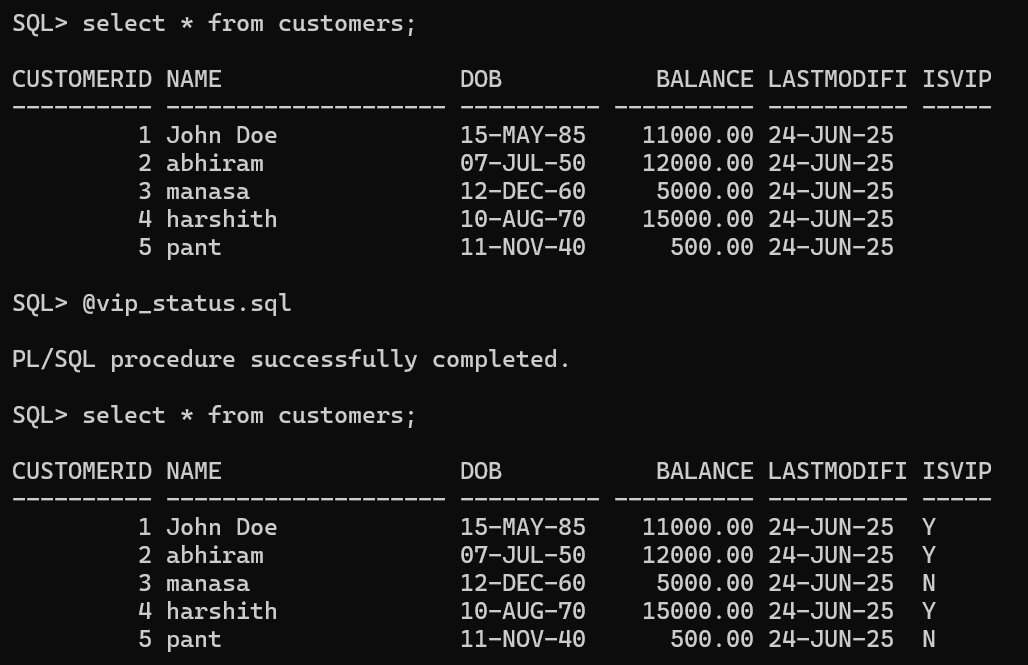 SQL> select * from customers;
CUSTOMERID NAME                 DOB           BALANCE LASTMODIFI ISVIP
---------- -------------------- ---------- ---------- ---------- -----
         1 John Doe             15-MAY-85    11000.00 24-JUN-25
         2 abhiram              07-JUL-50    12000.00 24-JUN-25
         3 manasa               12-DEC-60     5000.00 24-JUN-25
         4 harshith             10-AUG-70    15000.00 24-JUN-25
         5 pant                 11-NOV-40      500.00 24-JUN-25
SQL> @vip_status.sql
PL/SQL procedure successfully completed.
SQL> select * from customers;
CUSTOMERID NAME                 DOB           BALANCE LASTMODIFI ISVIP
---------- -------------------- ---------- ---------- ---------- -----
         1 John Doe             15-MAY-85    11000.00 24-JUN-25  Y
         2 abhiram              07-JUL-50    12000.00 24-JUN-25  Y
         3 manasa               12-DEC-60     5000.00 24-JUN-25  N
         4 harshith             10-AUG-70    15000.00 24-JUN-25  Y
         5 pant                 11-NOV-40      500.00 24-JUN-25  N